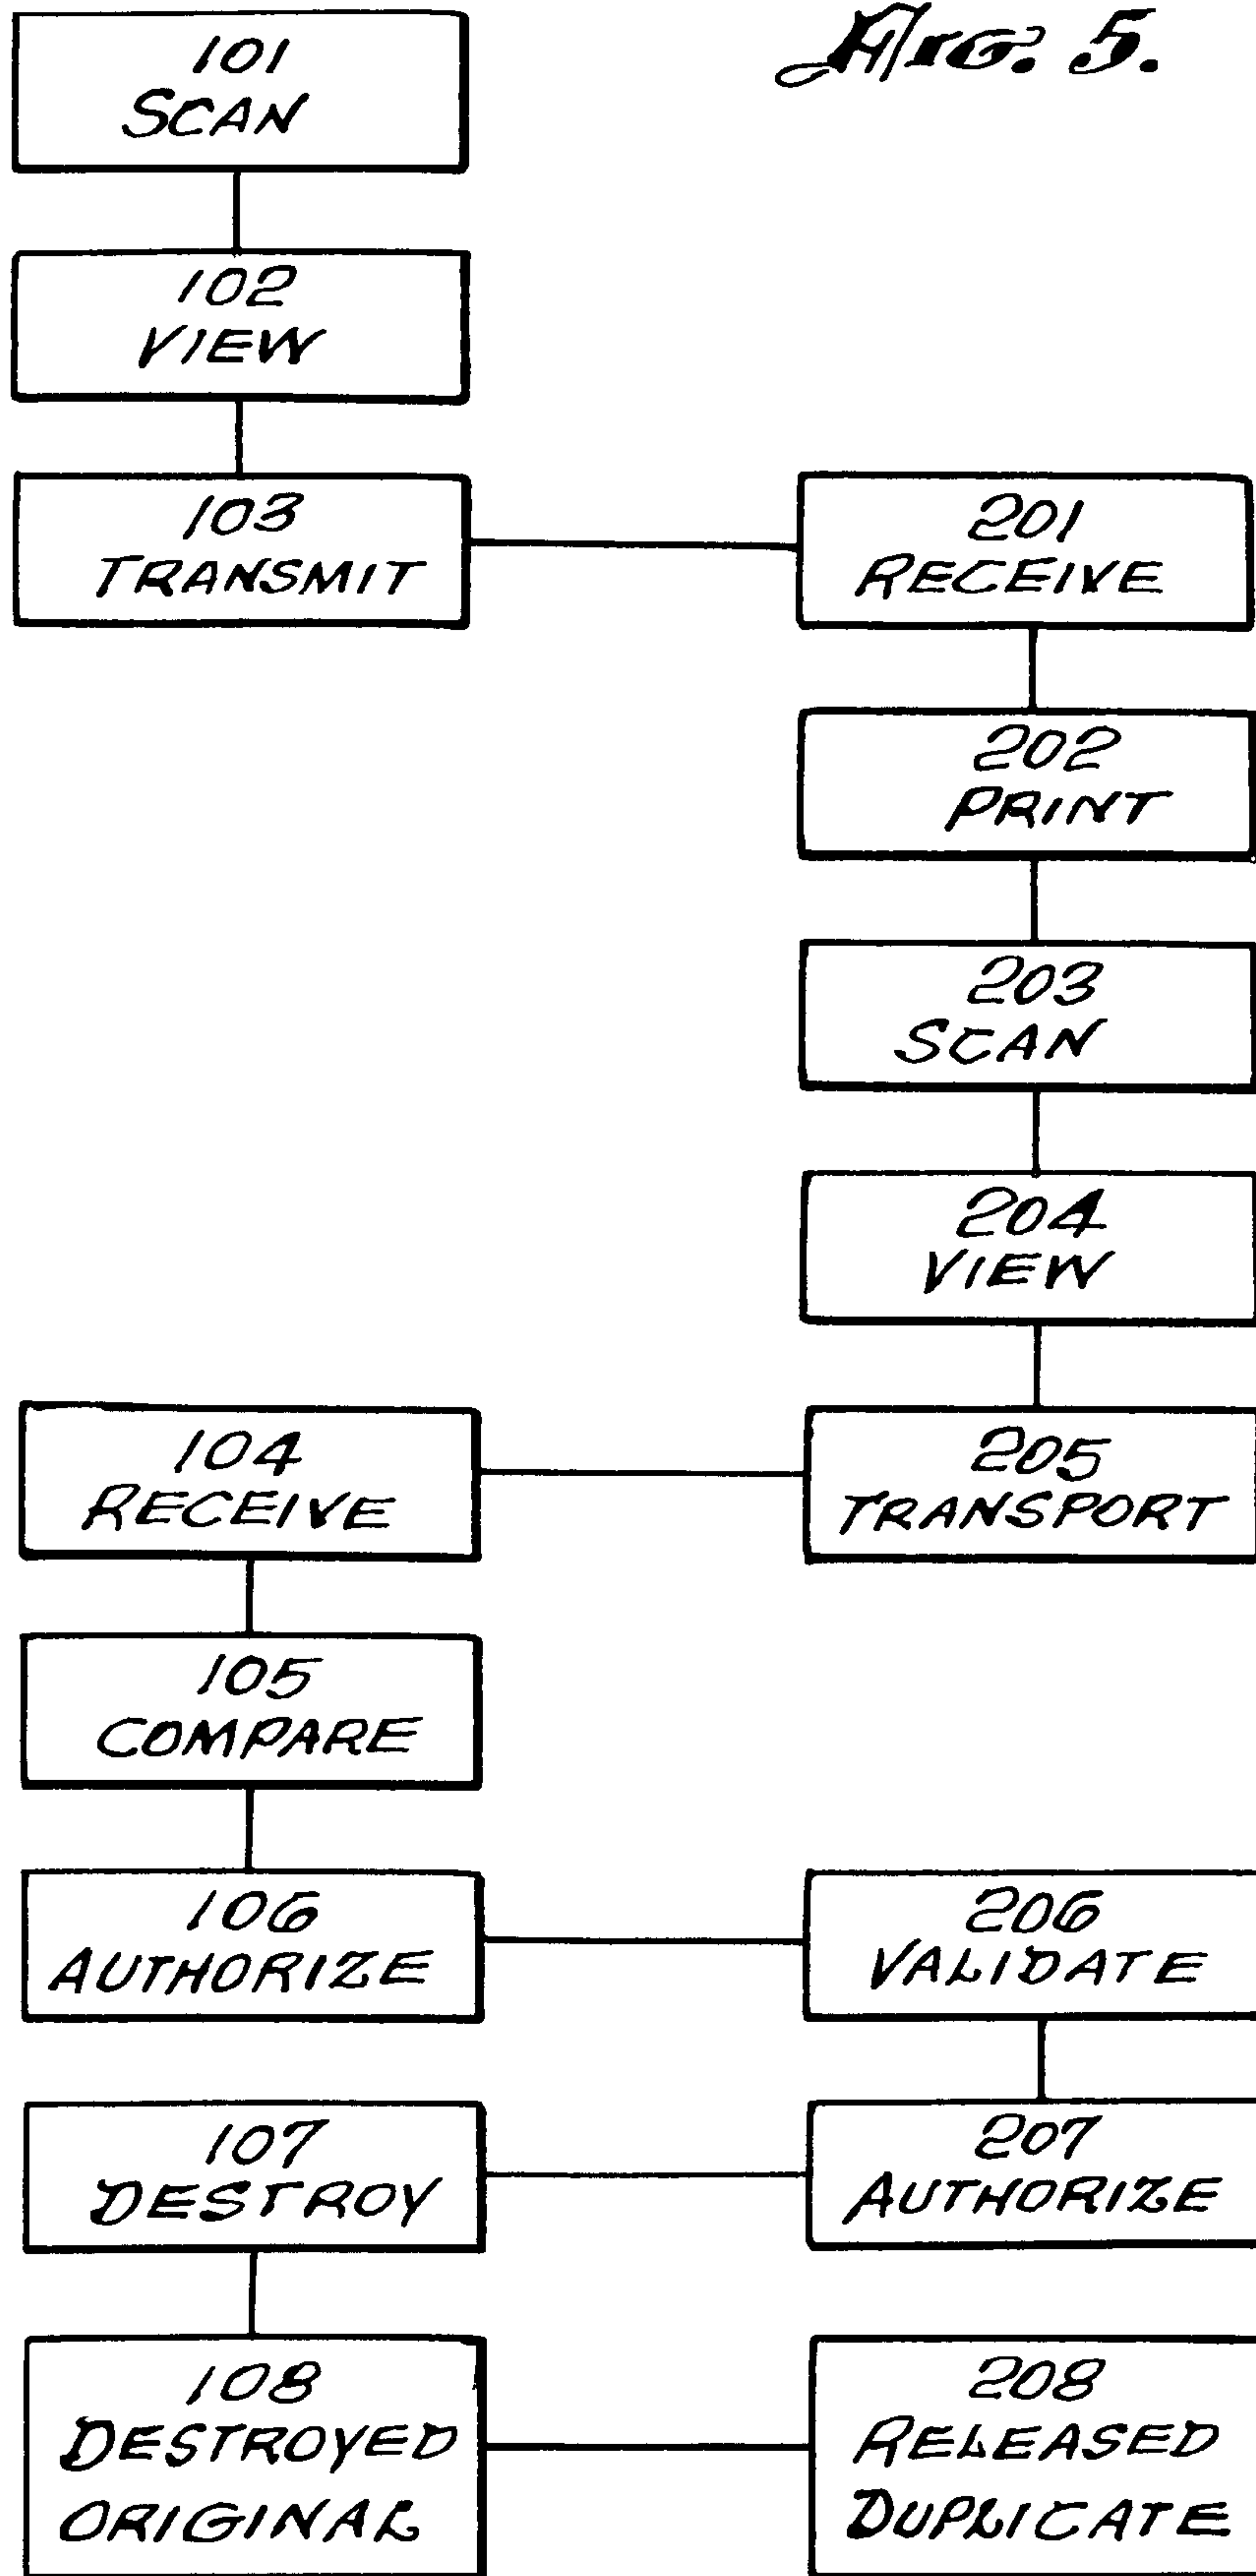 FIG. 5.
101
SCAN
102
VIEW
103
TRANSMIT
201
RECEIVE
202
PRINT
203
SCAN
204
VIEW
205
TRANSPORT
104
RECEIVE
105
COMPARE
106
AUTHORIZE
206
VALIDATE
207
AUTHORIZE
107
DESTROY
108
DESTROYED
ORIGINAL
208
RELEASED
DUPLICATE